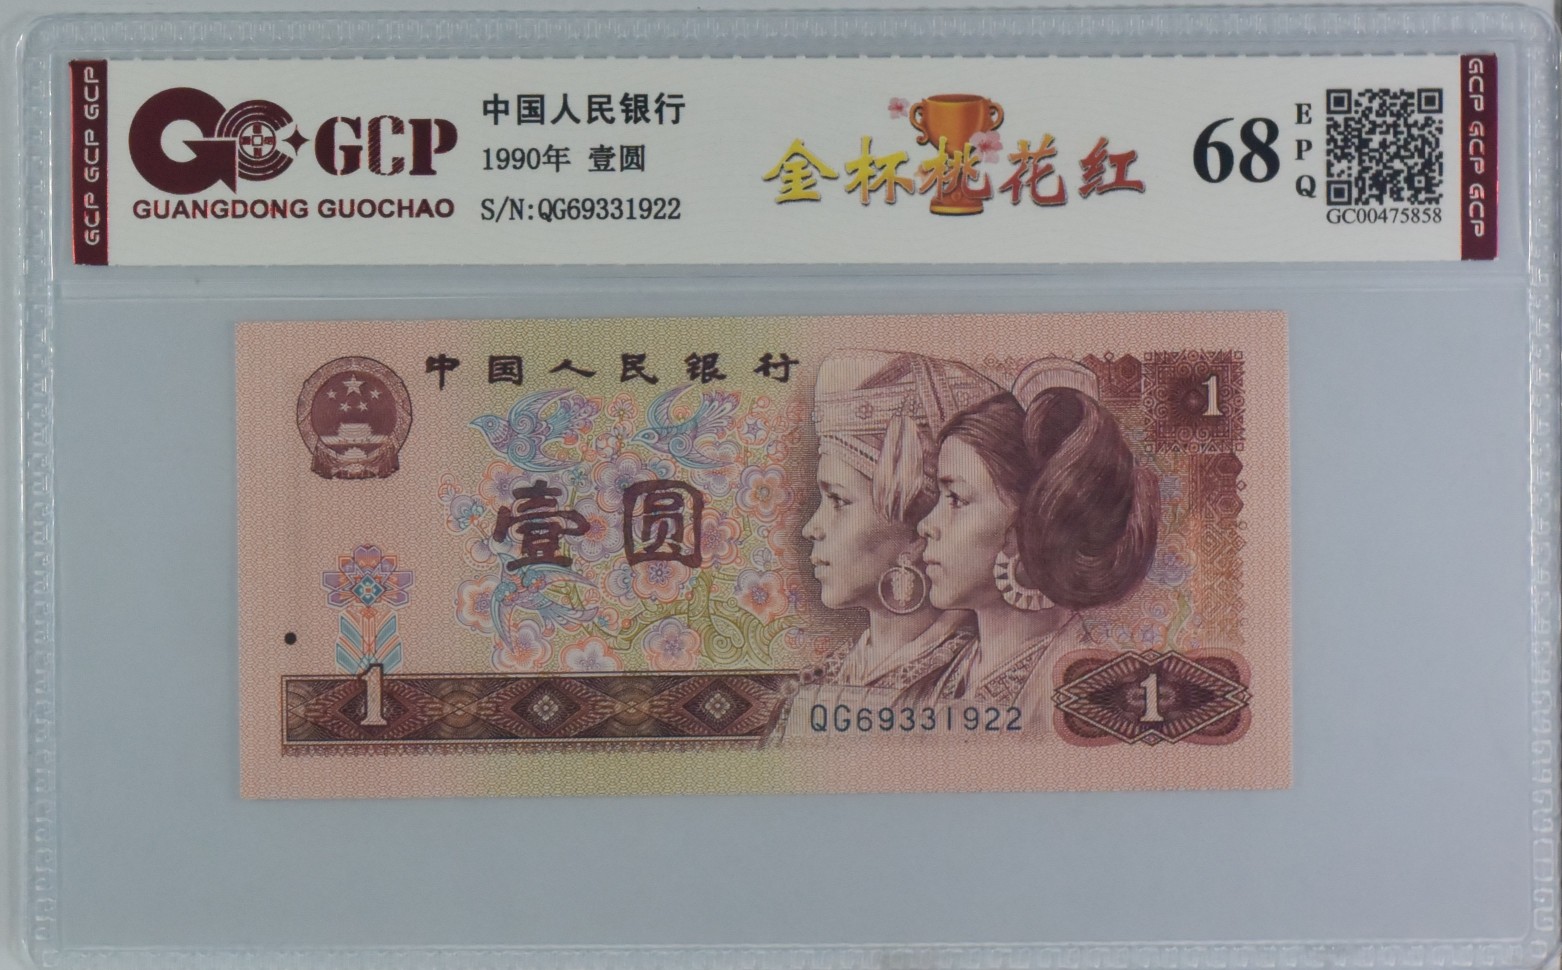 GCP GCP GCP
GCP
GUANGDONG GUOCHAO
中国人民银行
1990年 壹圆
S/N:QG69331922
金杯桃花红
68
EPQ
GC00475858
GCP GCP GCP
中国人民银行
1
壹圆
1
QG69331922
1